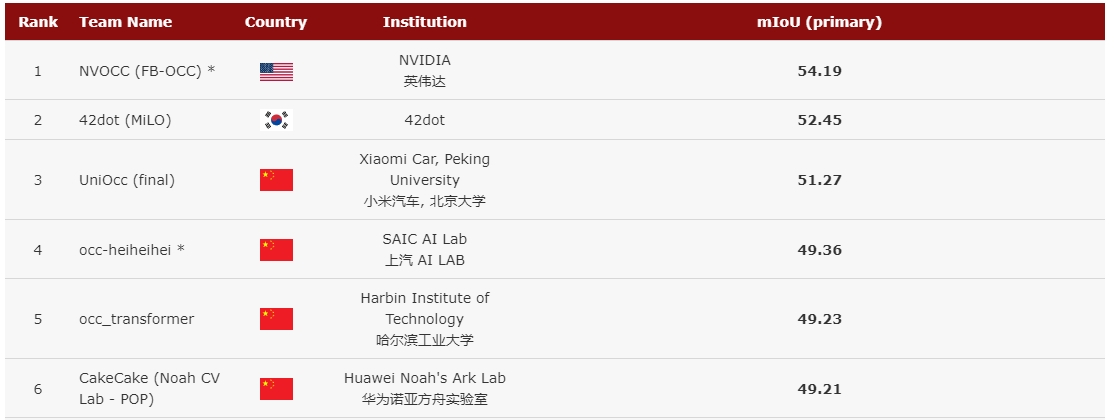 Rank Team Name Country Institution mIoU (primary)
1 NVOCC (FB-OCC) * NVIDIA 54.19
英伟达
2 42dot (MiLO) 42dot 52.45
3 UniOcc (final) Xiaomi Car, Peking
University
小米汽车, 北京大学 51.27
4 occ-heiheihei * SAIC AI Lab
上汽 AI LAB 49.36
5 occ_transformer Harbin Institute of
Technology
哈尔滨工业大学 49.23
6 CakeCake (Noah CV
Lab - POP) Huawei Noah's Ark Lab
华为诺亚方舟实验室 49.21